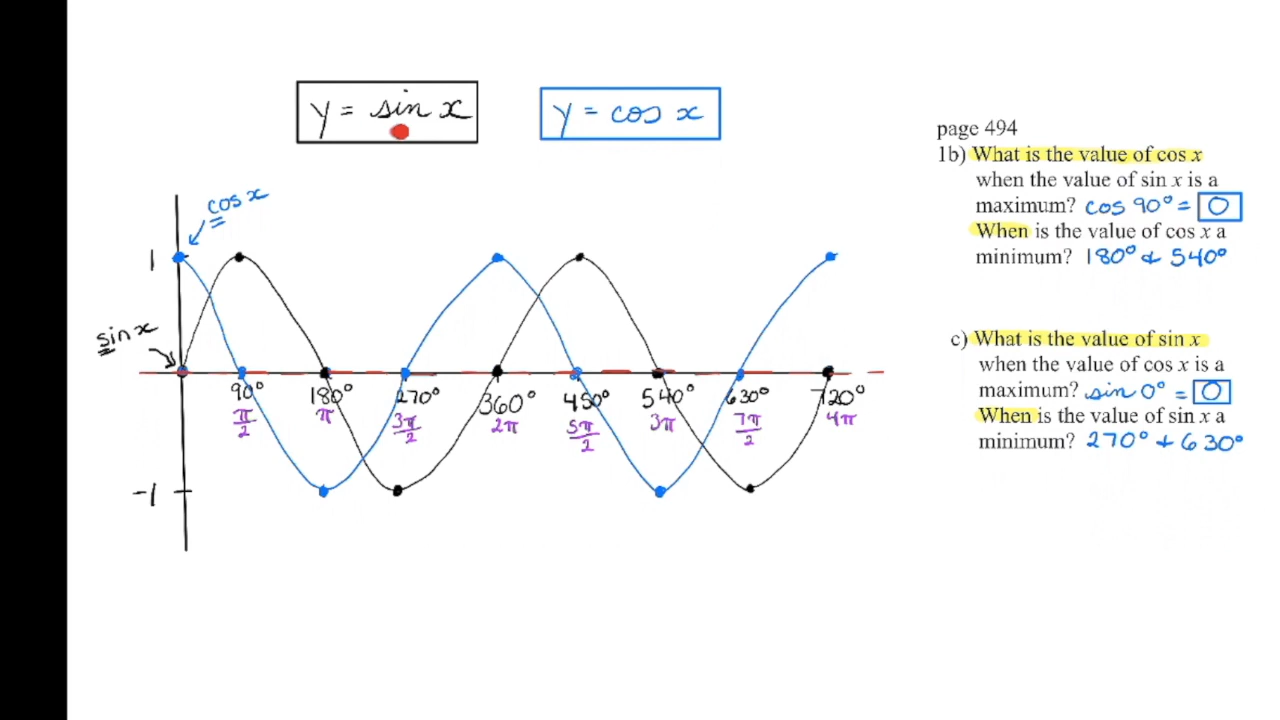 y = sin x
y = cos x
page 494
1b) What is the value of cos x
when the value of sin x is a
maximum? cos 90° = 0
When is the value of cos x a
minimum? 180° & 540°
c) What is the value of sin x
when the value of cos x is a
maximum? sin 0° = 0
When is the value of sin x a
minimum? 270° & 630°
cos x
1
sin x
90° 180° 270° 360° 450° 540° 630° 720°
π/2 π 3π/2 2π 5π/2 3π 7π/2 4π
-1